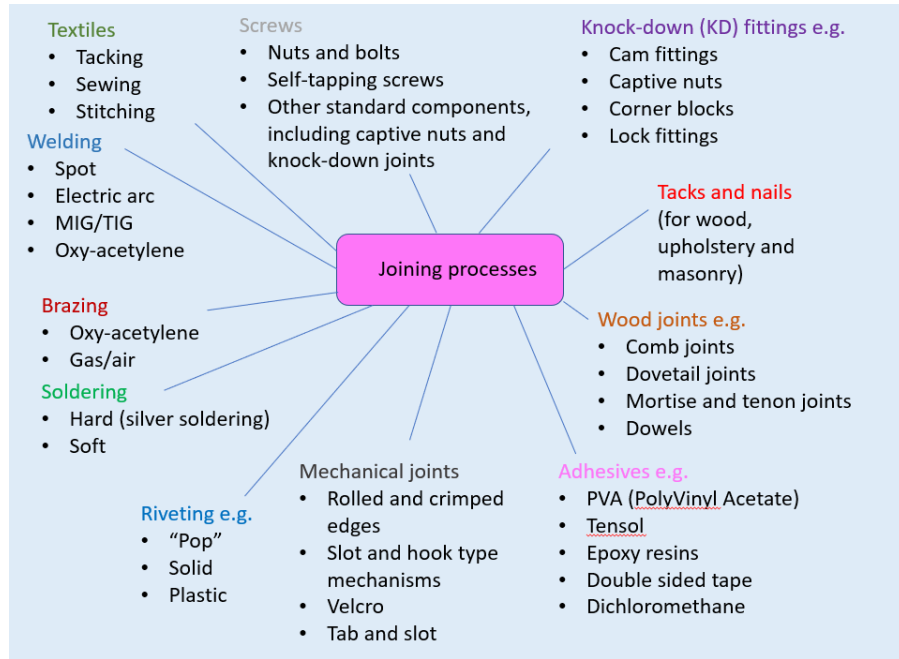 Textiles
• Tacking
• Sewing
• Stitching
Screws
• Nuts and bolts
• Self-tapping screws
• Other standard components,
including captive nuts and
knock-down joints
Knock-down (KD) fittings e.g.
• Cam fittings
• Captive nuts
• Corner blocks
• Lock fittings
Welding
• Spot
• Electric arc
• MIG/TIG
• Oxy-acetylene
Tacks and nails
(for wood,
upholstery and
masonry)
Joining processes
Brazing
• Oxy-acetylene
• Gas/air
Wood joints e.g.
• Comb joints
• Dovetail joints
• Mortise and tenon joints
• Dowels
Soldering
• Hard (silver soldering)
• Soft
Riveting e.g.
• “Pop”
• Solid
• Plastic
Mechanical joints
• Rolled and crimped
edges
• Slot and hook type
mechanisms
• Velcro
• Tab and slot
Adhesives e.g.
• PVA (PolyVinyl Acetate)
• Tensol
• Epoxy resins
• Double sided tape
• Dichloromethane